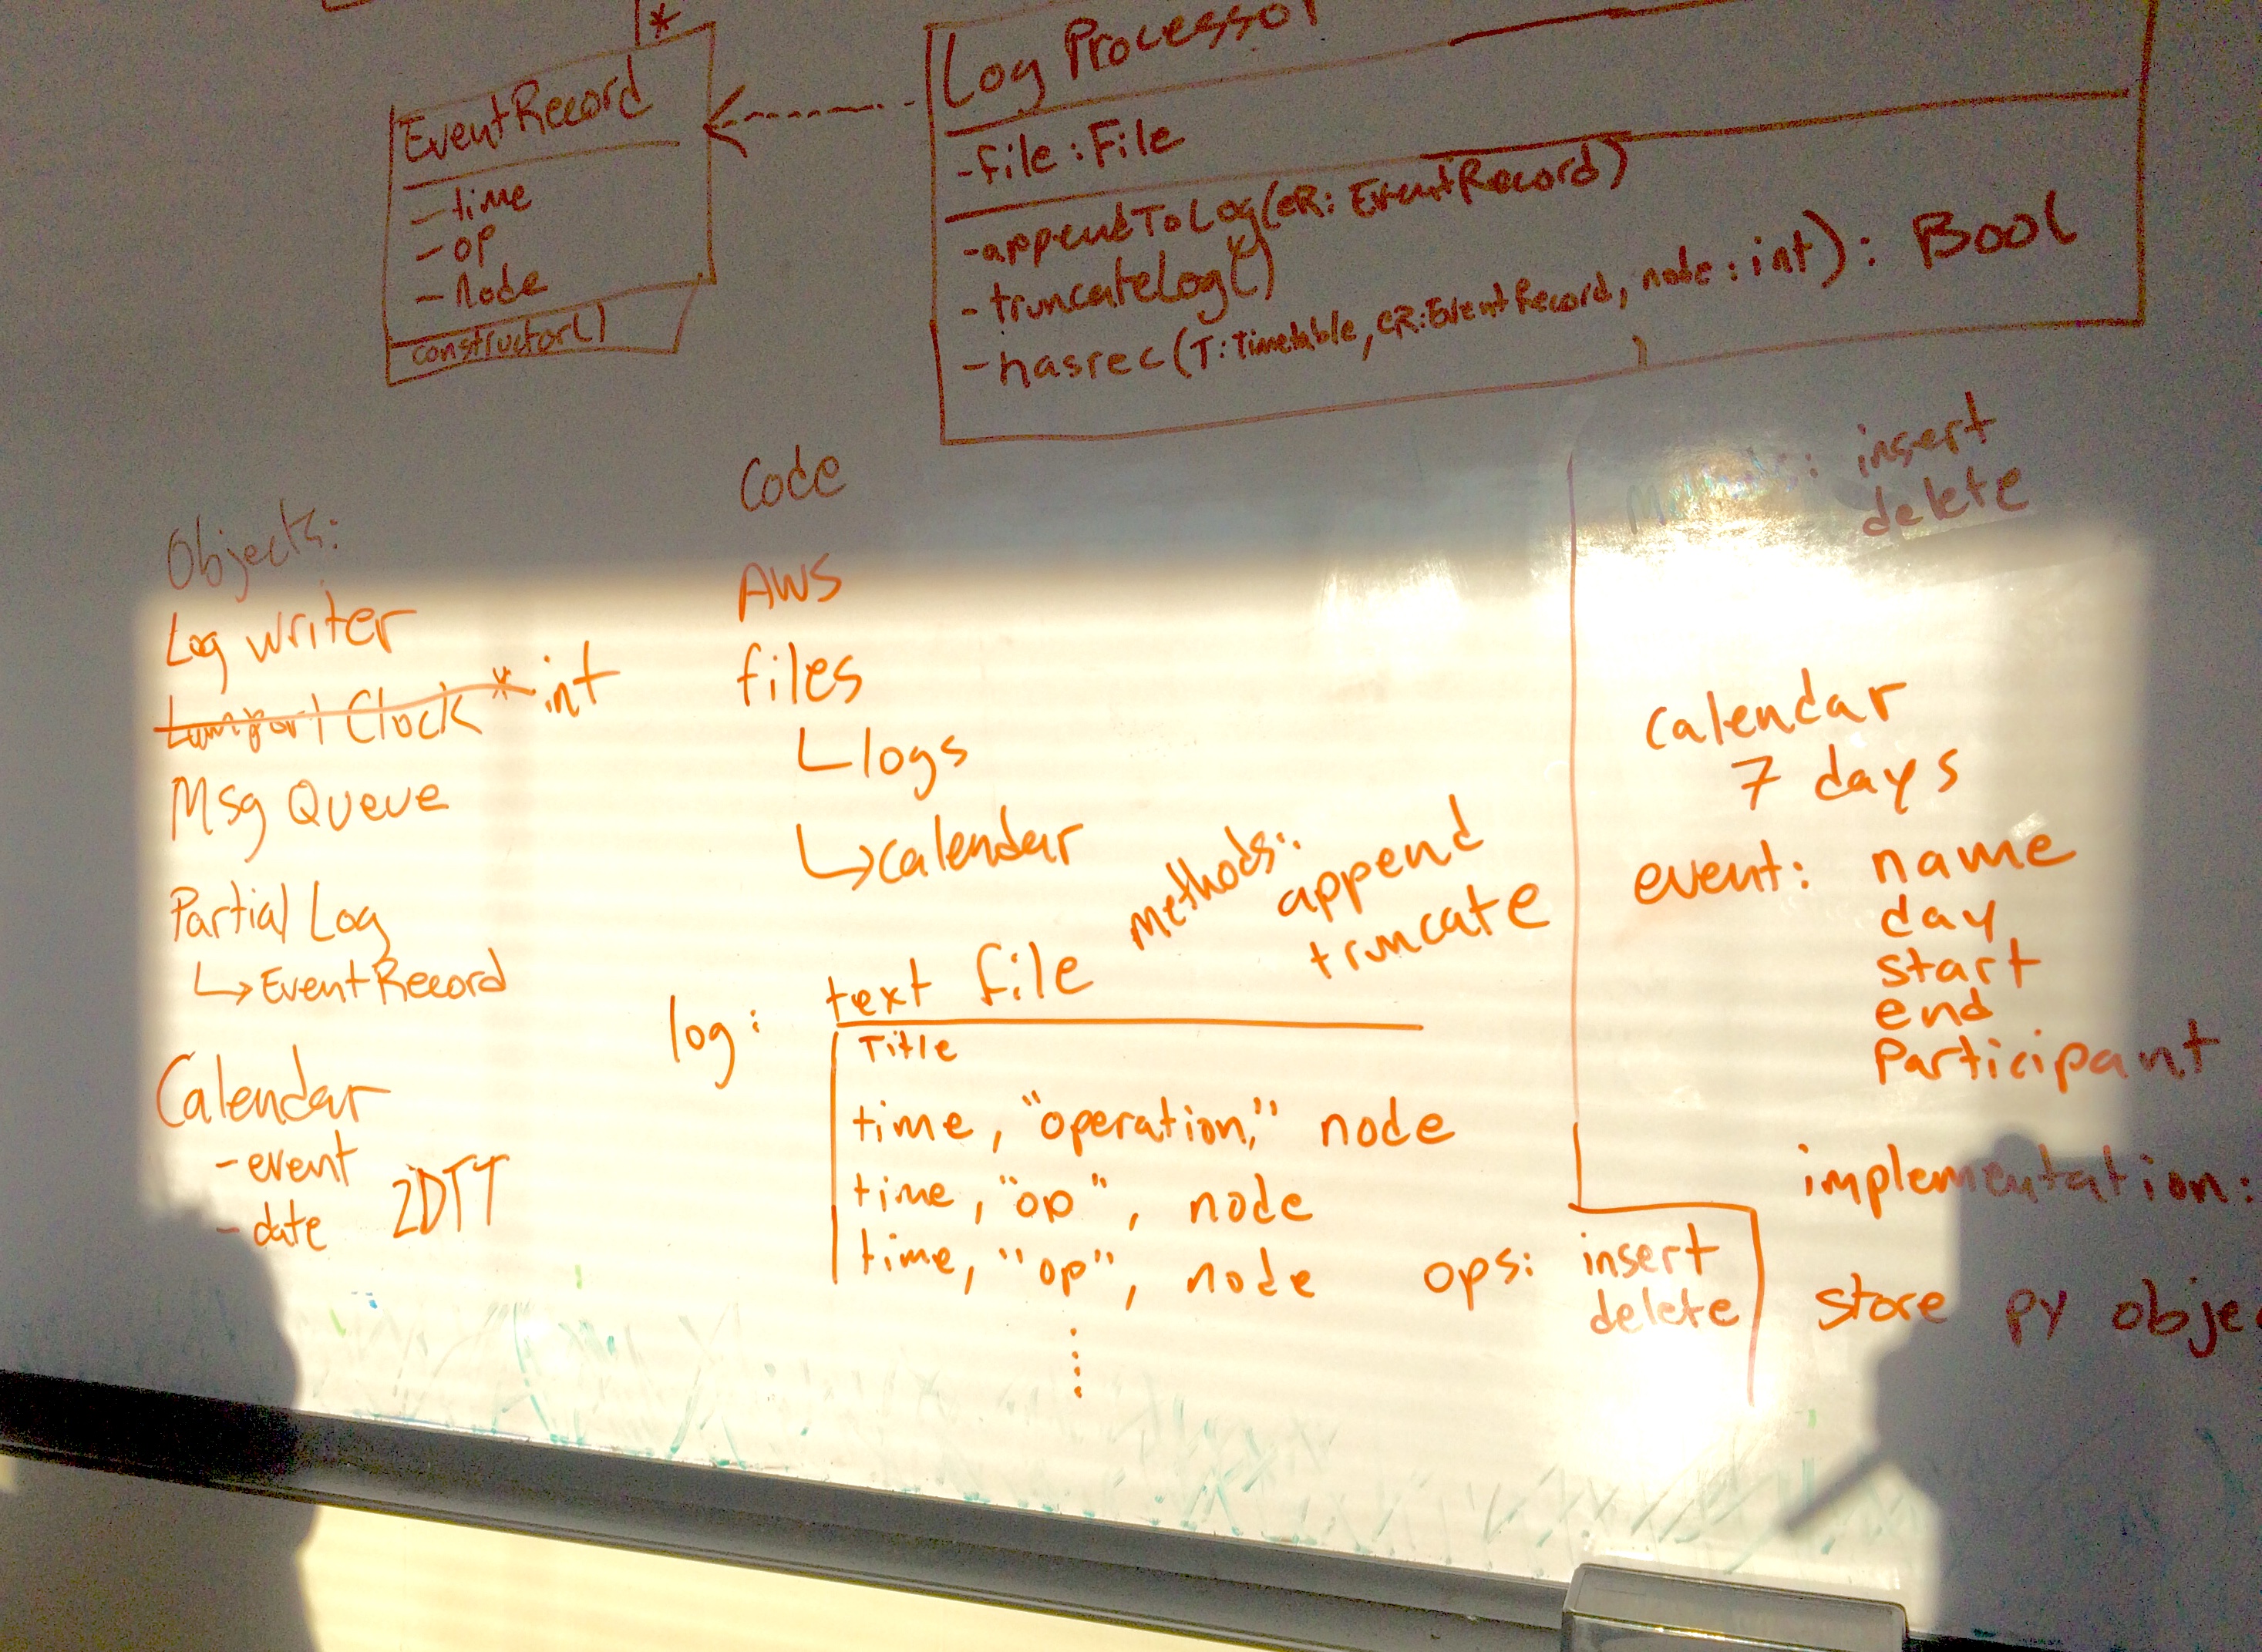 *
EventRecord
-time
-op
-node
constructor()
Log Processor
-file:File
-appendToLog(eR: EventRecord)
-truncateLog()
-hasrec(T:Timetable, eR:EventRecord, node:int): Bool
Objects:
Log writer
Lamport Clock * int
Msg Queue
Partial Log
↳EventRecord
Calendar
-event
-date
2DTT
Code
AWS
files
↳logs
↳calendar
methods: append
truncate
log: text file
Title
time, "operation," node
time, "op", node
time, "op", node
ops: insert
delete
insert
delete
calendar
7 days
event: name
day
start
end
Participant
implementation:
store py obje